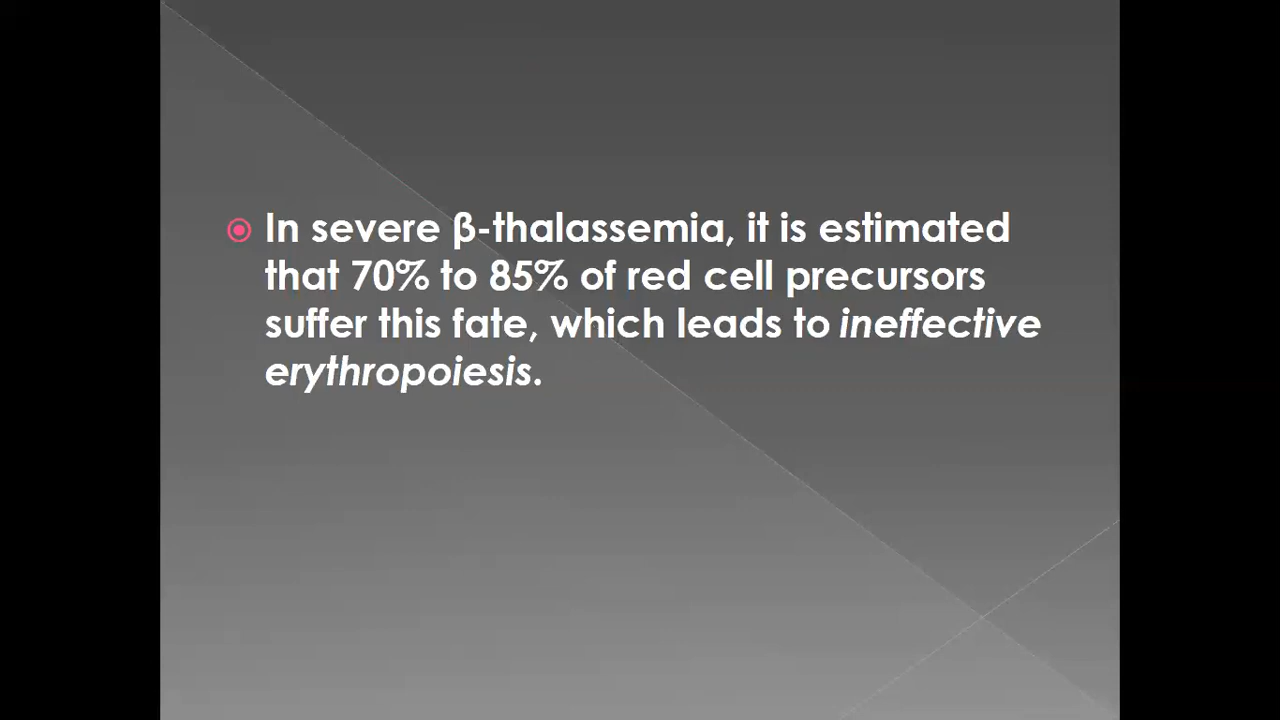 In severe β-thalassemia, it is estimated
that 70% to 85% of red cell precursors
suffer this fate, which leads to ineffective
erythropoiesis.